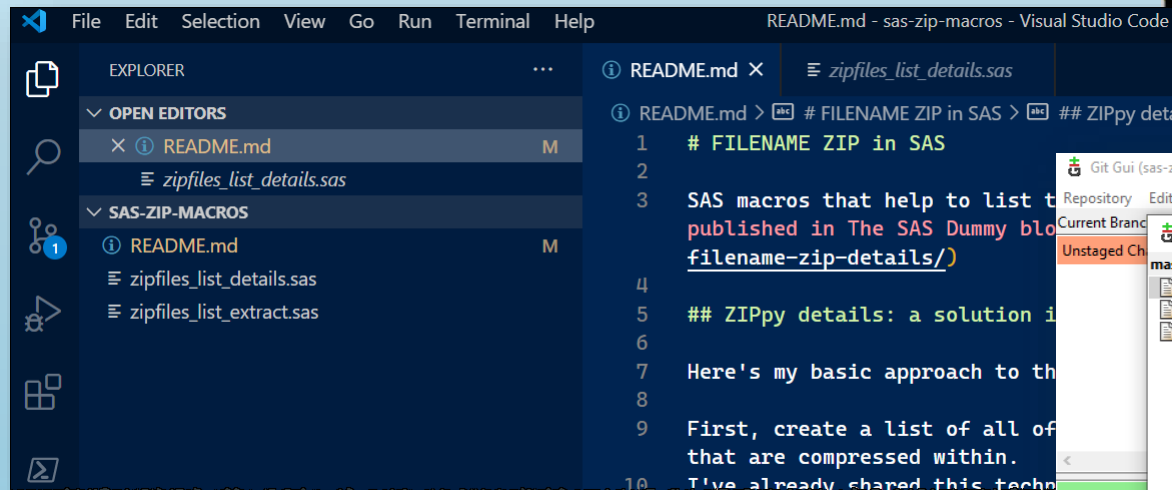 File Edit Selection View Go Run Terminal Help README.md - sas-zip-macros - Visual Studio Code
EXPLORER ···
OPEN EDITORS
README.md M
zipfiles_list_details.sas
SAS-ZIP-MACROS
README.md M
zipfiles_list_details.sas
zipfiles_list_extract.sas
1
README.md zipfiles_list_details.sas
README.md > # FILENAME ZIP in SAS > ## ZIPpy deta
1 # FILENAME ZIP in SAS
2
3 SAS macros that help to list t
published in The SAS Dummy blo
filename-zip-details/)
4
5 ## ZIPpy details: a solution i
6
7 Here's my basic approach to th
8
9 First, create a list of all of
that are compressed within.
10 I've already shared this
Git Gui (sas-z
Repository Edit
Current Branc
Unstaged Ch
mas